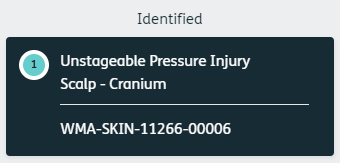 Identified
1
Unstageable Pressure Injury
Scalp - Cranium
WMA-SKIN-11266-00006